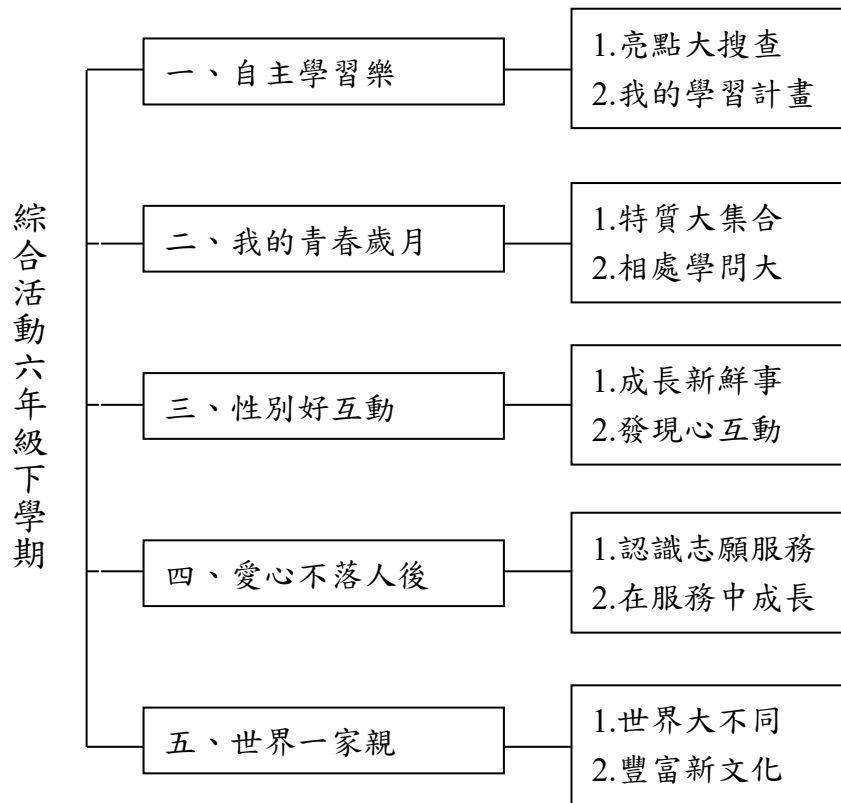 綜合活動六年級下學期
一、自主學習樂
1.亮點大搜查
2.我的學習計畫
二、我的青春歲月
1.特質大集合
2.相處學問大
三、性別好互動
1.成長新鮮事
2.發現心互動
四、愛心不落人後
1.認識志願服務
2.在服務中成長
五、世界一家親
1.世界大不同
2.豐富新文化